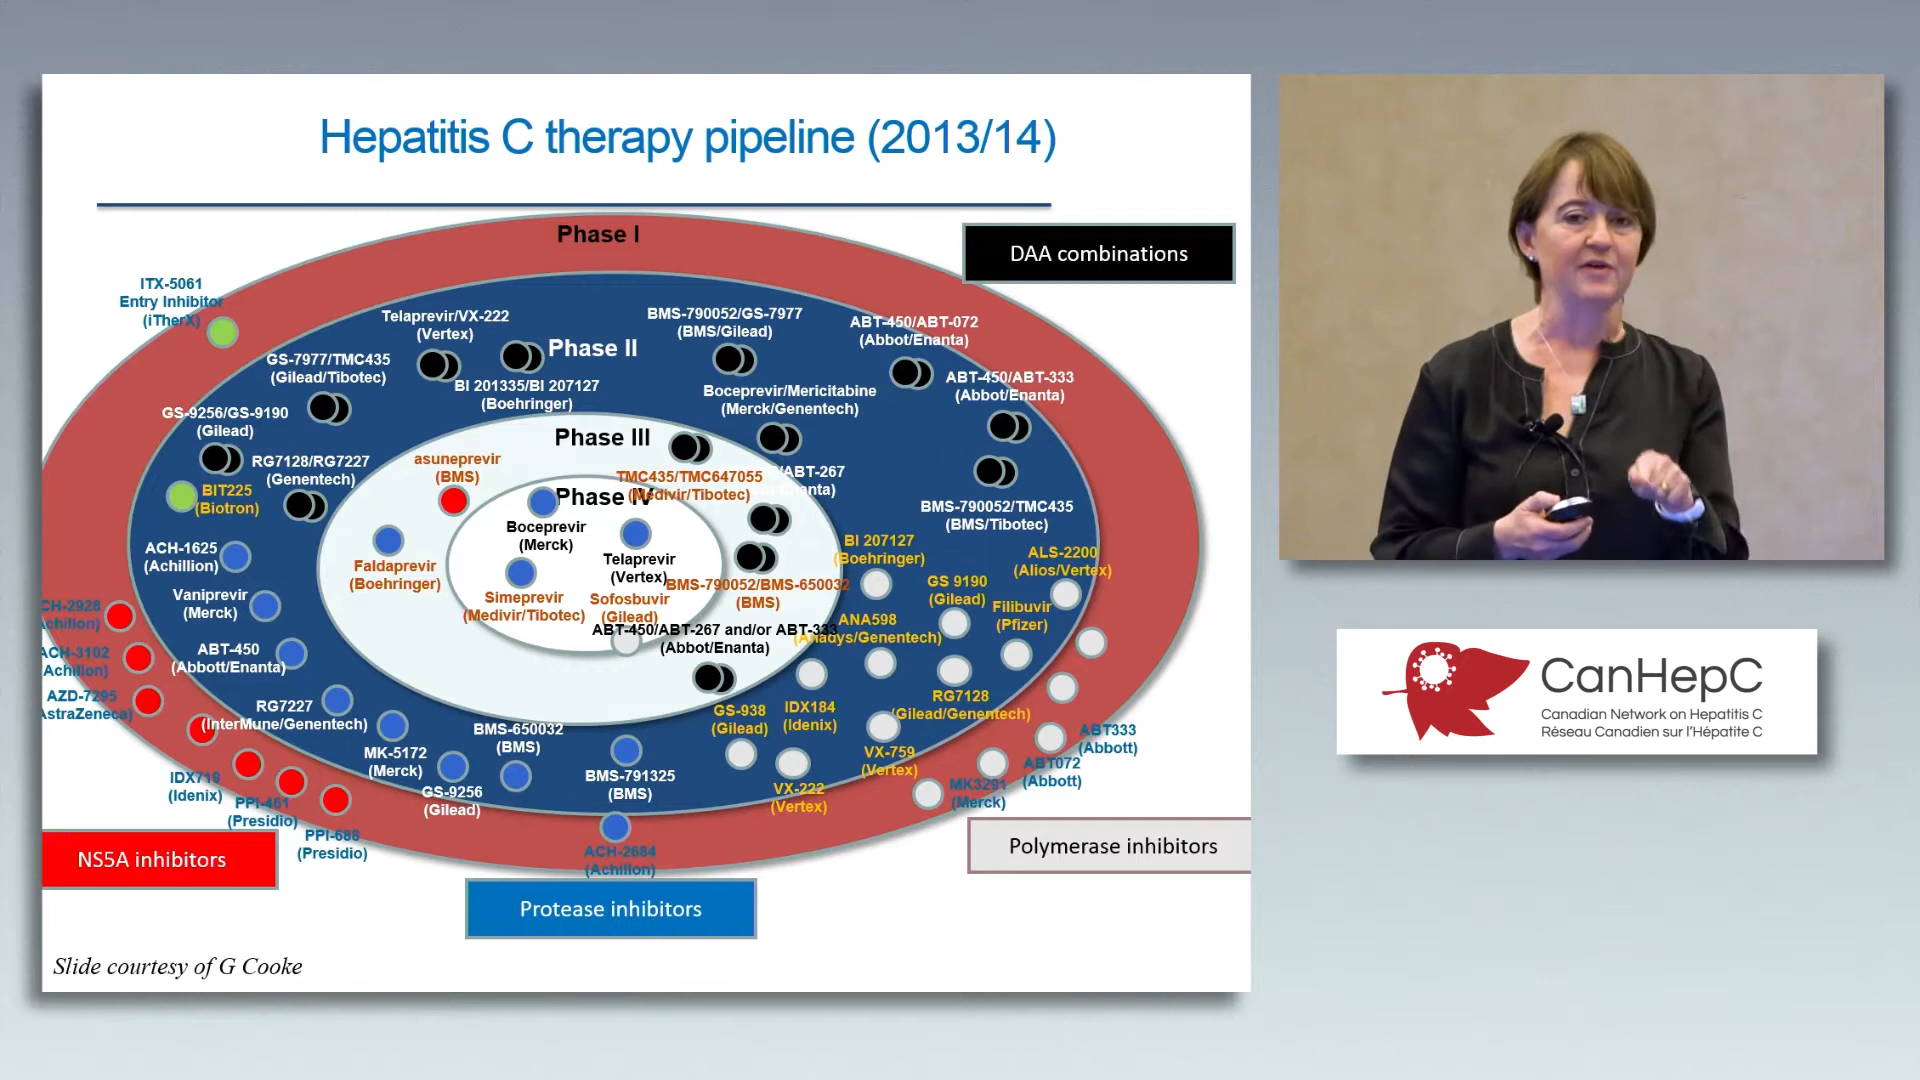 Hepatitis C therapy pipeline (2013/14)
Phase I
DAA combinations
ITX-5061
Entry Inhibitor
(iTherX)
Telaprevir/VX-222
(Vertex)
Phase II
BMS-790052/GS-7977
(BMS/Gilead)
ABT-450/ABT-072
(Abbot/Enanta)
GS-7977/TMC435
(Gilead/Tibotec)
BI 201335/BI 207127
(Boehringer)
Boceprevir/Mericitabine
(Merck/Genentech)
ABT-450/ABT-333
(Abbot/Enanta)
GS-9256/GS-9190
(Gilead)
Phase III
RG7128/RG7227
(Genentech)
asuneprevir
(BMS)
TMC435/TMC647055
(Medivir/Tibotec)
/ABT-267
BIT225
(Biotron)
Phase IV
BMS-790052/TMC435
(BMS/Tibotec)
Boceprevir
(Merck)
Telaprevir
(Vertex)
ACH-1625
(Achillion)
Faldaprevir
(Boehringer)
BI 207127
(Boehringer)
ALS-2200
(Alios/Vertex)
BMS-790052/BMS-650032
(BMS)
GS 9190
(Gilead)
Vaniprevir
(Merck)
Simeprevir
(Medivir/Tibotec)
Sofosbuvir
(Gilead)
Filibuvir
(Pfizer)
CH-2928
chillon)
ABT-450/ABT-267 and/or ABT-333
(Abbot/Enanta)
ANA598
(Anadys/Genentech)
ACH-3102
(Achillon)
ABT-450
(Abbott/Enanta)
AZD-7295
AstraZeneca)
RG7227
(InterMune/Genentech)
RG7128
(Gilead/Genentech)
GS-938
(Gilead)
IDX184
(Idenix)
BMS-650032
(BMS)
ABT333
(Abbott)
MK-5172
(Merck)
VX-759
(Vertex)
ABT072
(Abbott)
IDX719
(Idenix)
BMS-791325
(BMS)
GS-9256
(Gilead)
VX-222
(Vertex)
MK3291
(Merck)
PPI-461
(Presidio)
PPI-688
(Presidio)
ACH-2684
(Achillon)
NS5A inhibitors
Polymerase inhibitors
Protease inhibitors
Slide courtesy of G Cooke
CanHepC
Canadian Network on Hepatitis C
Réseau Canadien sur l'Hépatite C